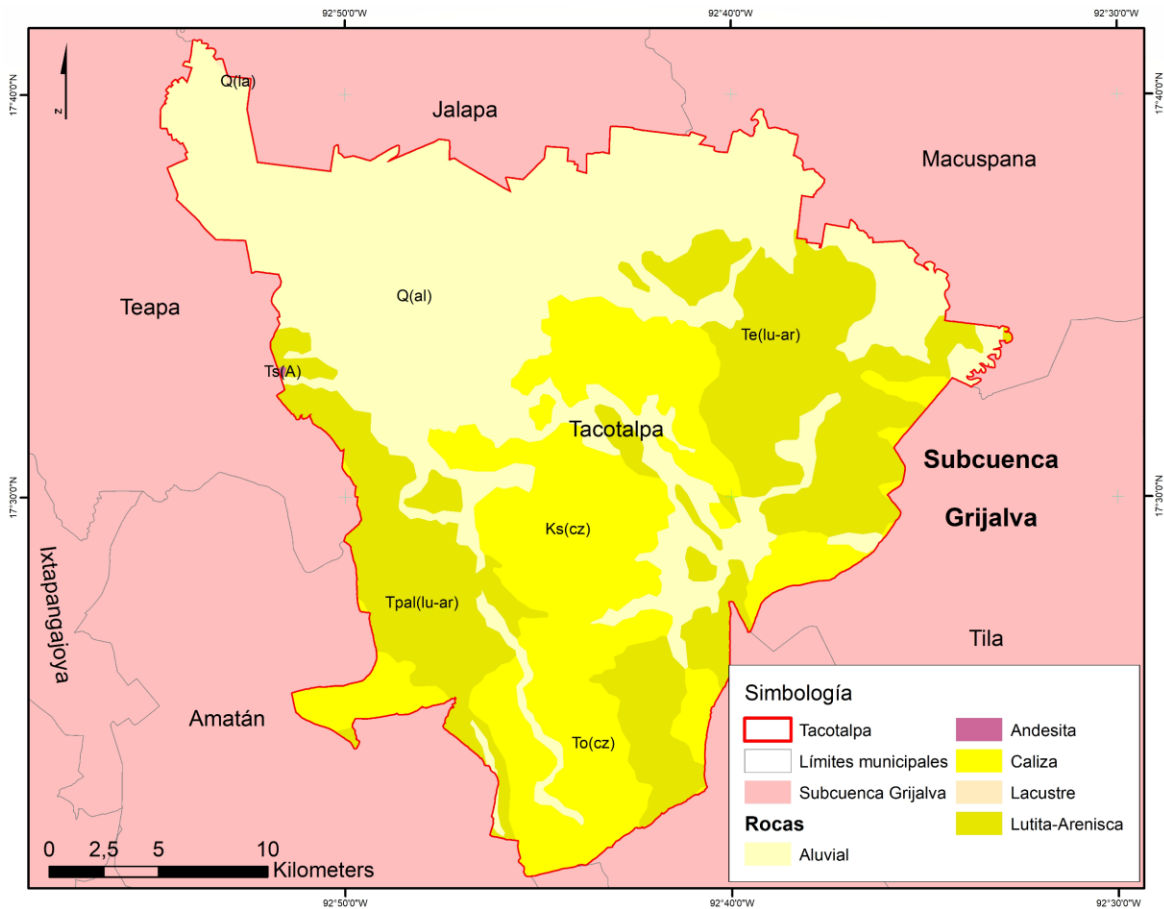 92°50'0"W
92°40'0"W
92°30'0"W
17°40'0"N
17°40'0"N
z
Q(la)
Jalapa
Macuspana
Teapa
Q(al)
Te(lu-ar)
Ts(A)
Tacotalpa
Subcuenca
Grijalva
17°30'0"N
17°30'0"N
Ks(cz)
Ixtapangajoya
Tpal(lu-ar)
Tila
Amatán
To(cz)
Simbología
Tacotalpa
Límites municipales
Subcuenca Grijalva
Rocas
Aluvial
Andesita
Caliza
Lacustre
Lutita-Arenisca
0 2,5 5 10
Kilometers
92°50'0"W
92°40'0"W
92°30'0"W